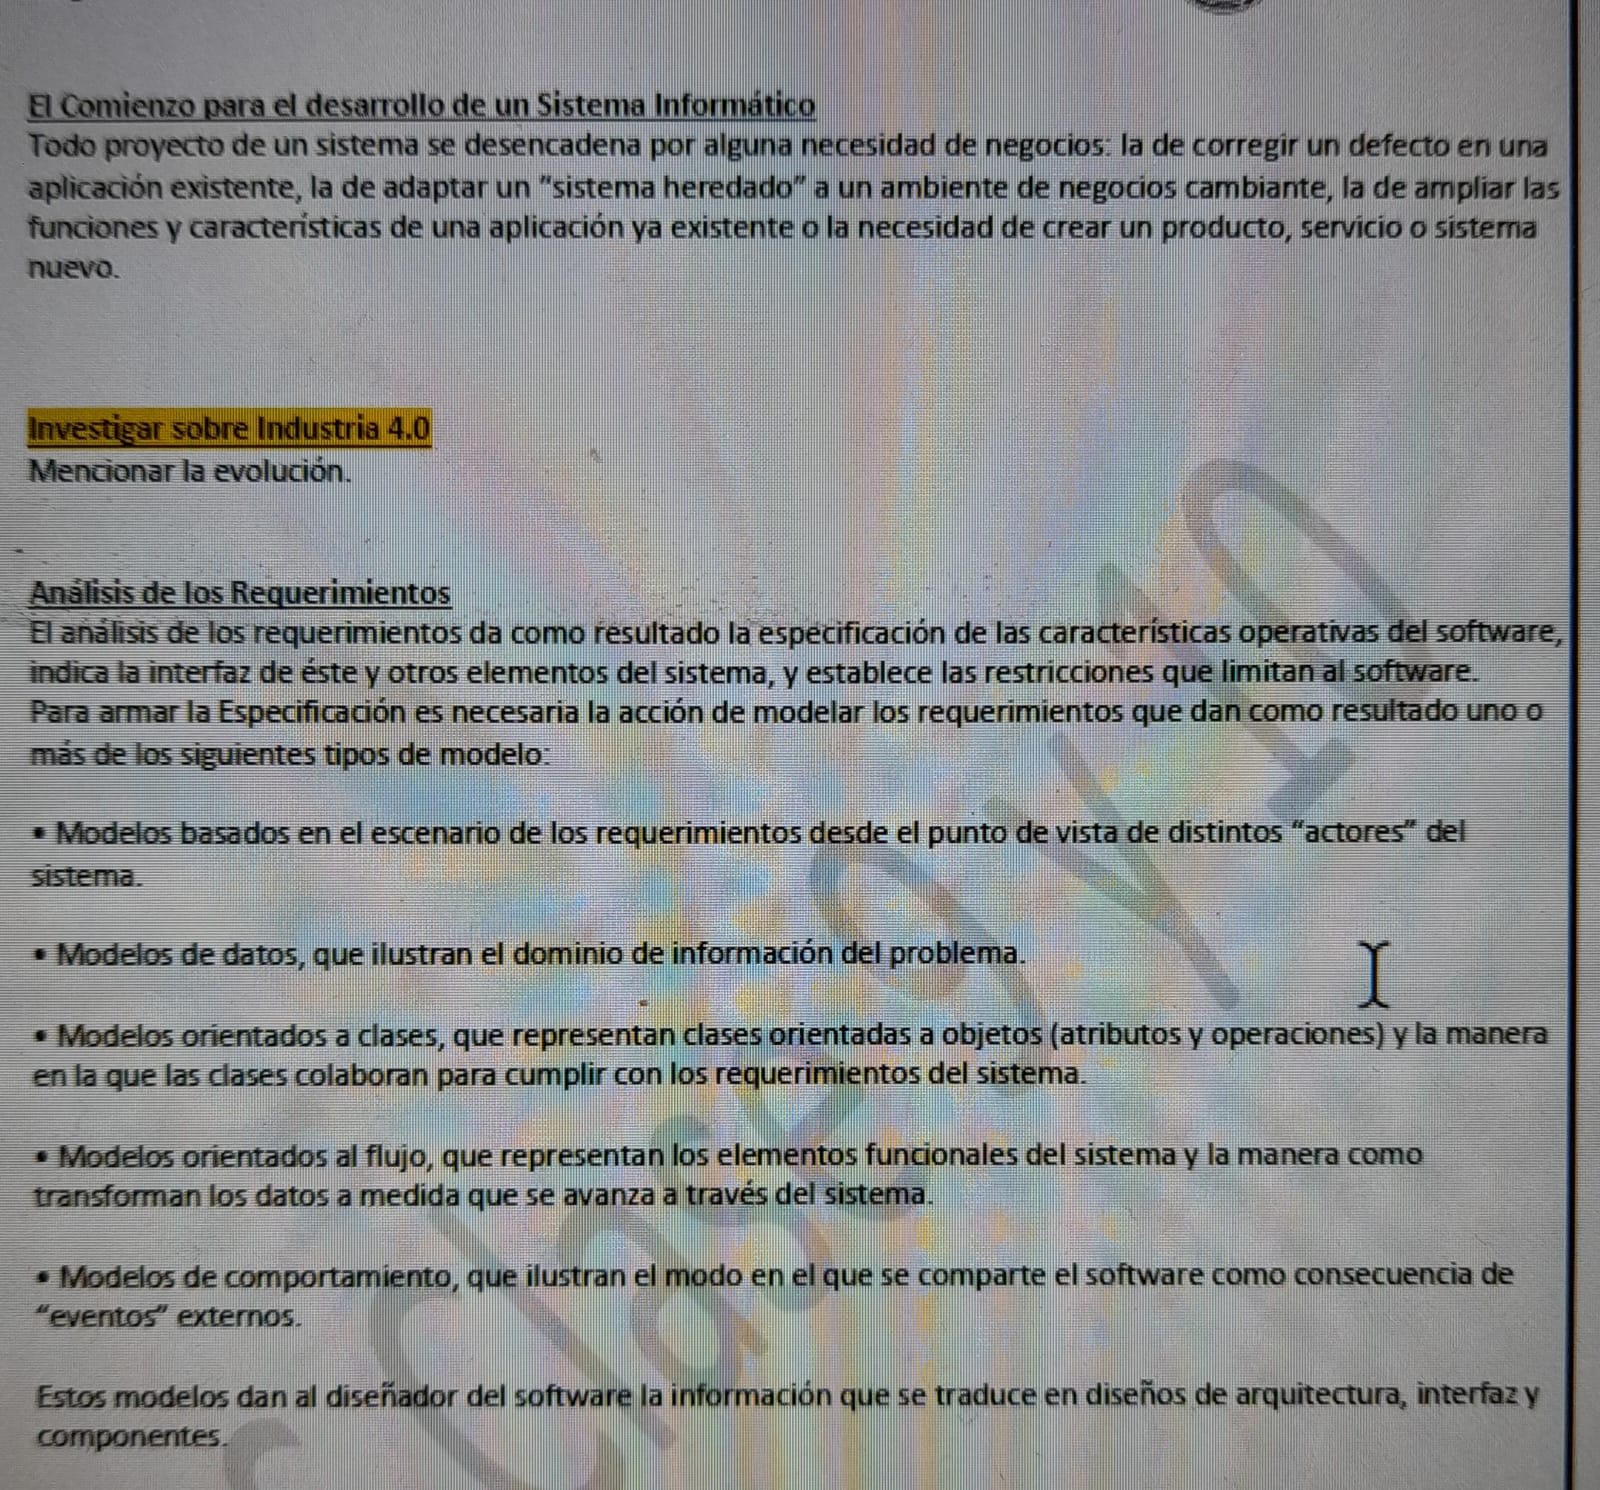 El Comienzo para el desarrollo de un Sistema Informático
Todo proyecto de un sistema se desencadena por alguna necesidad de negocios: la de corregir un defecto en una
aplicación existente, la de adaptar un "sistema heredado" a un ambiente de negocios cambiante, la de ampliar las
funciones y características de una aplicación ya existente o la necesidad de crear un producto, servicio o sistema
nuevo.
Investigar sobre Industria 4.0
Mencionar la evolución.
Análisis de los Requerimientos
El análisis de los requerimientos da como resultado la especificación de las características operativas del software,
indica la interfaz de éste y otros elementos del sistema, y establece las restricciones que limitan al software.
Para armar la Especificación es necesaria la acción de modelar los requerimientos que dan como resultado uno o
más de los siguientes tipos de modelo:
• Modelos basados en el escenario de los requerimientos desde el punto de vista de distintos "actores" del
sistema.
• Modelos de datos, que ilustran el dominio de información del problema.
• Modelos orientados a clases, que representan clases orientadas a objetos (atributos y operaciones) y la manera
en la que las clases colaboran para cumplir con los requerimientos del sistema.
• Modelos orientados al flujo, que representan los elementos funcionales del sistema y la manera como
transforman los datos a medida que se avanza a través del sistema.
• Modelos de comportamiento, que ilustran el modo en el que se comparte el software como consecuencia de
"eventos" externos.
Estos modelos dan al diseñador del software la información que se traduce en diseños de arquitectura, interfaz y
componentes.
Clase 9 y 10